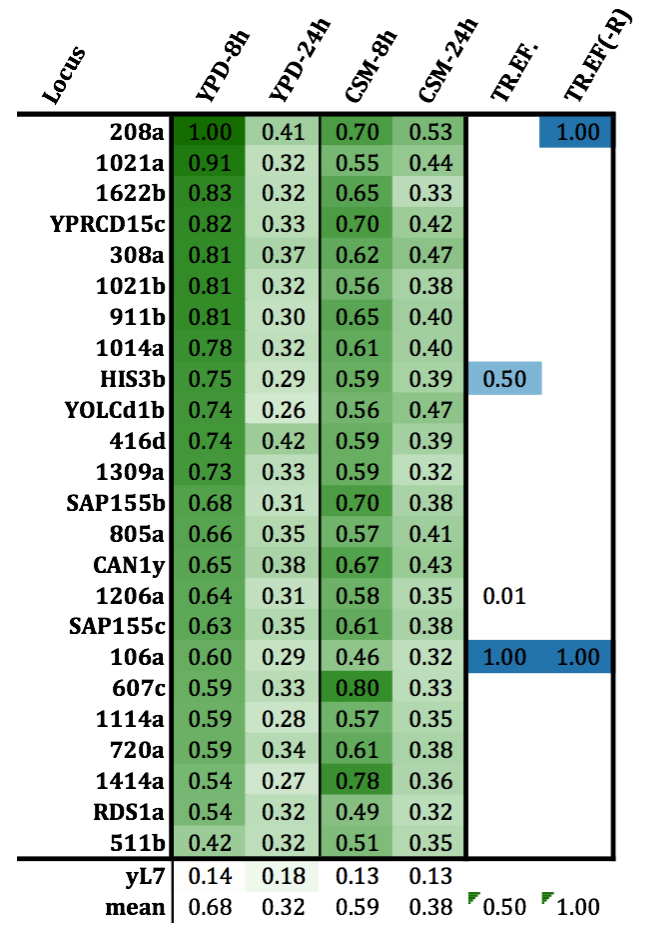 Locus YPD-8h YPD-24h CSM-8h CSM-24h TR.EF. TR.EF(-R)
208a 1.00 0.41 0.70 0.53 1.00
1021a 0.91 0.32 0.55 0.44
1622b 0.83 0.32 0.65 0.33
YPRCD15c 0.82 0.33 0.70 0.42
308a 0.81 0.37 0.62 0.47
1021b 0.81 0.32 0.56 0.38
911b 0.81 0.30 0.65 0.40
1014a 0.78 0.32 0.61 0.40
HIS3b 0.75 0.29 0.59 0.39 0.50
YOLCd1b 0.74 0.26 0.56 0.47
416d 0.74 0.42 0.59 0.39
1309a 0.73 0.33 0.59 0.32
SAP155b 0.68 0.31 0.70 0.38
805a 0.66 0.35 0.57 0.41
CAN1y 0.65 0.38 0.67 0.43
1206a 0.64 0.31 0.58 0.35 0.01
SAP155c 0.63 0.35 0.61 0.38
106a 0.60 0.29 0.46 0.32 1.00 1.00
607c 0.59 0.33 0.80 0.33
1114a 0.59 0.28 0.57 0.35
720a 0.59 0.34 0.61 0.38
1414a 0.54 0.27 0.78 0.36
RDS1a 0.54 0.32 0.49 0.32
511b 0.42 0.32 0.51 0.35
yL7 0.14 0.18 0.13 0.13
mean 0.68 0.32 0.59 0.38 0.50 1.00